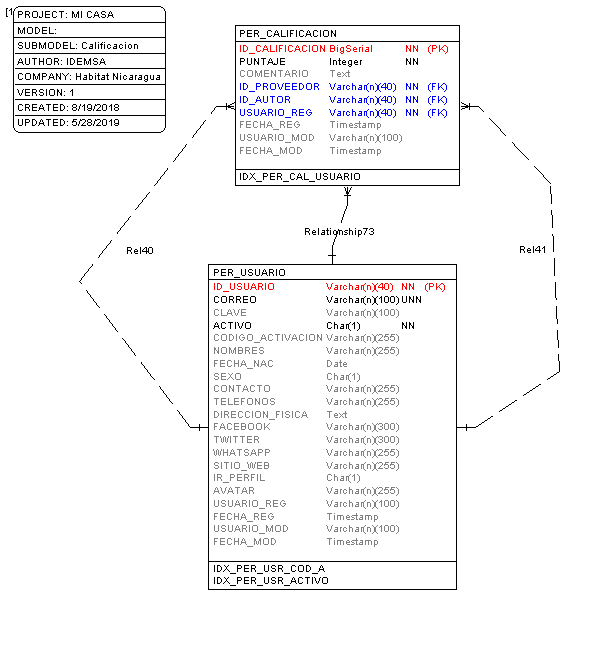 [1
PROJECT: MI CASA
MODEL:
SUBMODEL: Calificacion
AUTHOR: IDEMSA
COMPANY: Habitat Nicaragua
VERSION: 1
CREATED: 8/19/2018
UPDATED: 5/28/2019
PER_CALIFICACION
ID_CALIFICACION BigSerial NN (PK)
PUNTAJE Integer NN
COMENTARIO Text
ID_PROVEEDOR Varchar(n)(40) NN (FK)
ID_AUTOR Varchar(n)(40) NN (FK)
USUARIO_REG Varchar(n)(40) NN (FK)
FECHA_REG Timestamp
USUARIO_MOD Varchar(n)(100)
FECHA_MOD Timestamp
IDX_PER_CAL_USUARIO
Relationship73
Rel40
Rel41
PER_USUARIO
ID_USUARIO Varchar(n)(40) NN (PK)
CORREO Varchar(n)(100) UNN
CLAVE Varchar(n)(100)
ACTIVO Char(1) NN
CODIGO_ACTIVACION Varchar(n)(255)
NOMBRES Varchar(n)(255)
FECHA_NAC Date
SEXO Char(1)
CONTACTO Varchar(n)(255)
TELEFONOS Varchar(n)(255)
DIRECCION_FISICA Text
FACEBOOK Varchar(n)(300)
TWITTER Varchar(n)(300)
WHATSAPP Varchar(n)(255)
SITIO_WEB Varchar(n)(255)
IR_PERFIL Char(1)
AVATAR Varchar(n)(255)
USUARIO_REG Varchar(n)(100)
FECHA_REG Timestamp
USUARIO_MOD Varchar(n)(100)
FECHA_MOD Timestamp
IDX_PER_USR_COD_A
IDX_PER_USR_ACTIVO